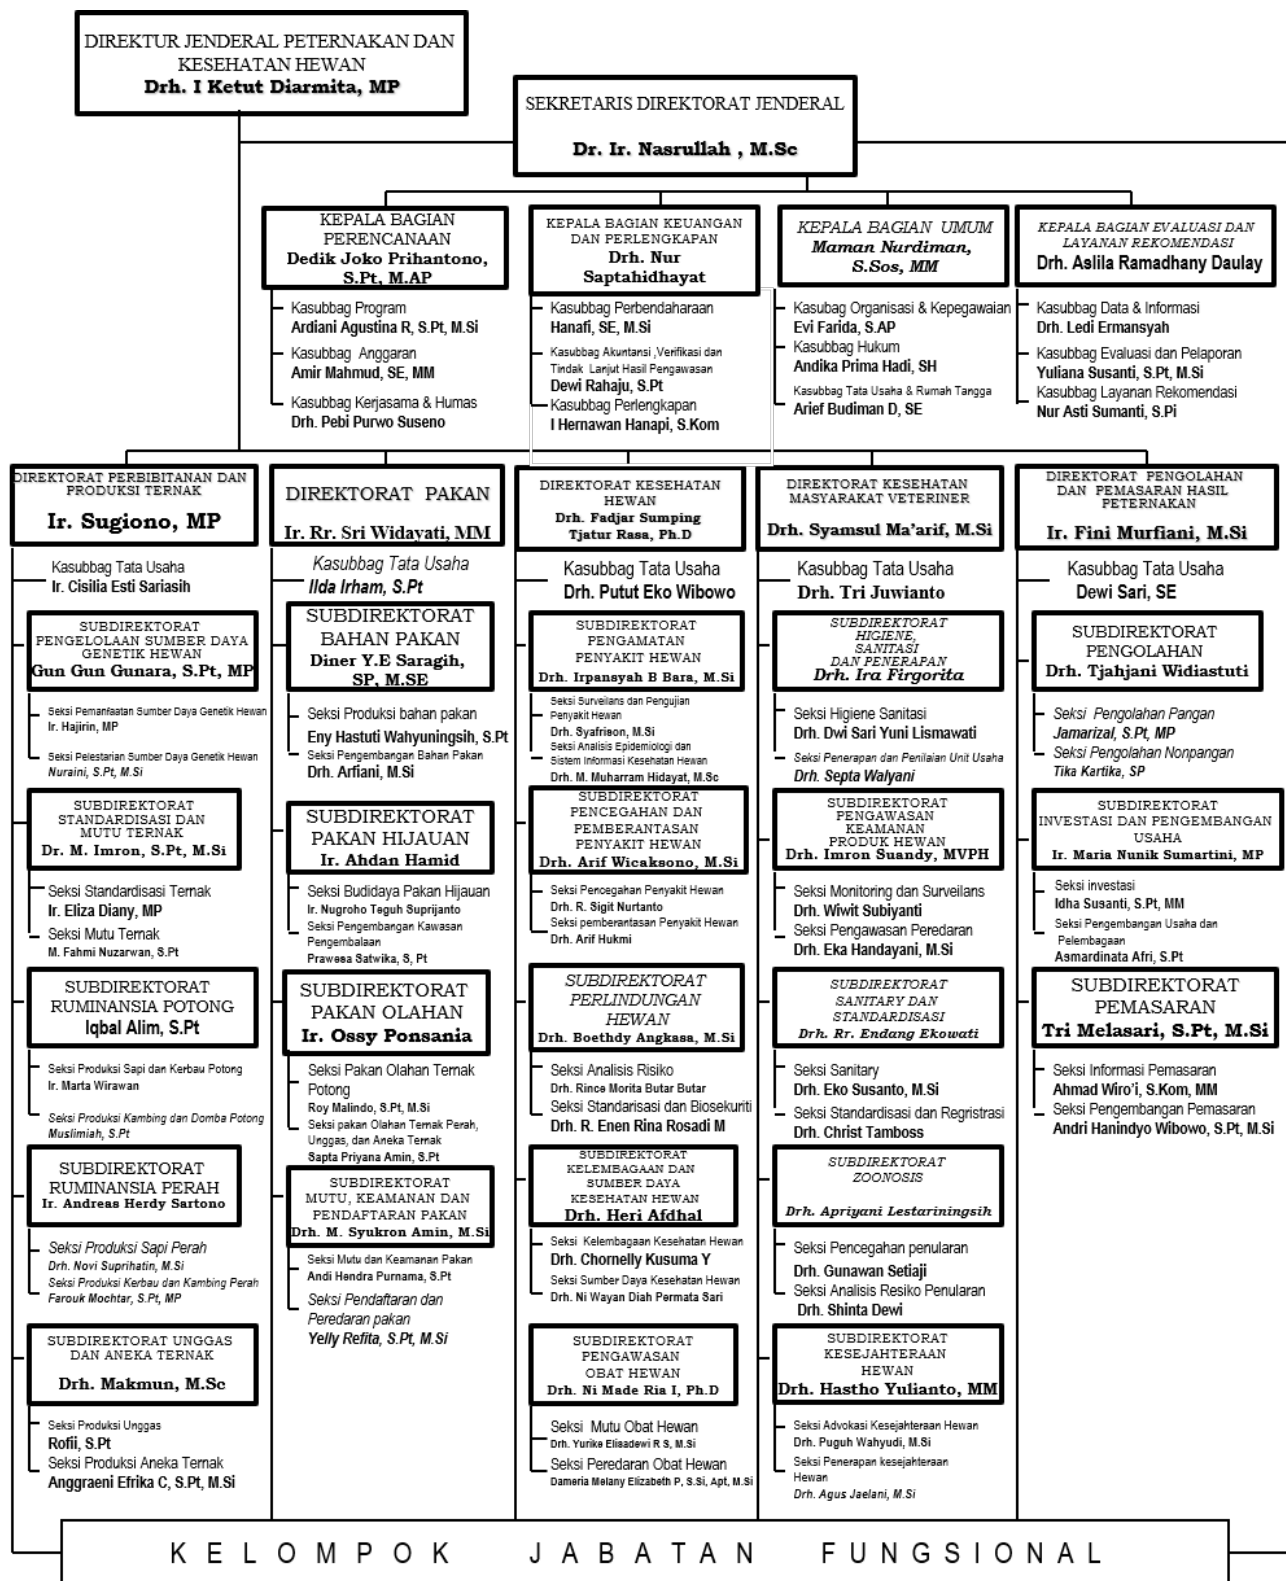 DIREKTUR JENDERAL PETERNAKAN DAN
KESEHATAN HEWAN
Drh. I Ketut Diarmita, MP
SEKRETARIS DIREKTORAT JENDERAL
Dr. Ir. Nasrullah , M.Sc
KEPALA BAGIAN
PERENCANAAN
Dedik Joko Prihantono,
S.Pt, M.AP
Kasubbag Program
Ardiani Agustina R, S.Pt, M.Si
Kasubbag Anggaran
Amir Mahmud, SE, MM
Kasubbag Kerjasama & Humas
Drh. Pebi Purwo Suseno
KEPALA BAGIAN KEUANGAN
DAN PERLENGKAPAN
Drh. Nur
Saptahidhayat
Kasubbag Perbendaharaan
Hanafi, SE, M.Si
Kasubbag Akuntansi ,Verifikasi dan
Tindak Lanjut Hasil Pengawasan
Dewi Rahaju, S.Pt
Kasubbag Perlengkapan
I Hernawan Hanapi, S.Kom
KEPALA BAGIAN UMUM
Maman Nurdiman,
S.Sos, MM
Kasubag Organisasi & Kepegawaian
Evi Farida, S.AP
Kasubbag Hukum
Andika Prima Hadi, SH
Kasubbag Tata Usaha & Rumah Tangga
Arief Budiman D, SE
KEPALA BAGIAN EVALUASI DAN
LAYANAN REKOMENDASI
Drh. Aslila Ramadhany Daulay
Kasubbag Data & Informasi
Drh. Ledi Ermansyah
Kasubbag Evaluasi dan Pelaporan
Yuliana Susanti, S.Pt, M.Si
Kasubbag Layanan Rekomendasi
Nur Asti Sumanti, S.Pi
DIREKTORAT PERBIBITANAN DAN
PRODUKSI TERNAK
Ir. Sugiono, MP
Kasubbag Tata Usaha
Ir. Cisilia Esti Sariasih
SUBDIREKTORAT
PENGELOLAAN SUMBER DAYA
GENETIK HEWAN
Gun Gun Gunara, S.Pt, MP
Seksi Pemanfaatan Sumber Daya Genetik Hewan
Ir. Hajirin, MP
Seksi Pelestarian Sumber Daya Genetik Hewan
Nuraini, S.Pt, M.Si
SUBDIREKTORAT
STANDARDISASI DAN
MUTU TERNAK
Dr. M. Imron, S.Pt, M.Si
Seksi Standardisasi Ternak
Ir. Eliza Diany, MP
Seksi Mutu Ternak
M. Fahmi Nuzarwan, S.Pt
SUBDIREKTORAT
RUMINANSIA POTONG
Iqbal Alim, S.Pt
Seksi Produksi Sapi dan Kerbau Potong
Ir. Marta Wirawan
Seksi Produksi Kambing dan Domba Potong
Muslimiah, S.Pt
SUBDIREKTORAT
RUMINANSIA PERAH
Ir. Andreas Herdy Sartono
Seksi Produksi Sapi Perah
Drh. Novi Suprihatin, M.Si
Seksi Produksi Kerbau dan Kambing Perah
Farouk Mochtar, S.Pt, MP
SUBDIREKTORAT UNGGAS
DAN ANEKA TERNAK
Drh. Makmun, M.Sc
Seksi Produksi Unggas
Rofii, S.Pt
Seksi Produksi Aneka Ternak
Anggraeni Efrika C, S.Pt, M.Si
DIREKTORAT PAKAN
Ir. Rr. Sri Widayati, MM
Kasubbag Tata Usaha
Ilda Irham, S.Pt
SUBDIREKTORAT
BAHAN PAKAN
Diner Y.E Saragih,
SP, M.SE
Seksi Produksi bahan pakan
Eny Hastuti Wahyuningsih, S.Pt
Seksi Pengembangan Bahan Pakan
Drh. Arfiani, M.Si
SUBDIREKTORAT
PAKAN HIJAUAN
Ir. Ahdan Hamid
Seksi Budidaya Pakan Hijauan
Ir. Nugroho Teguh Suprijanto
Seksi Pengembangan Kawasan
Pengembalaan
Prawesa Satwika, S, Pt
SUBDIREKTORAT
PAKAN OLAHAN
Ir. Ossy Ponsania
Seksi Pakan Olahan Ternak
Potong
Roy Malindo, S.Pt, M.Si
Seksi pakan Olahan Ternak Perah,
Unggas, dan Aneka Ternak
Sapta Priyana Amin, S.Pt
SUBDIREKTORAT
MUTU, KEAMANAN DAN
PENDAFTARAN PAKAN
Drh. M. Syukron Amin, M.Si
Seksi Mutu dan Keamanan Pakan
Andi Hendra Purnama, S.Pt
Seksi Pendaftaran dan
Peredaran pakan
Yelly Refita, S.Pt, M.Si
DIREKTORAT KESEHATAN
HEWAN
Drh. Fadjar Sumping
Tjatur Rasa, Ph.D
Kasubbag Tata Usaha
Drh. Putut Eko Wibowo
SUBDIREKTORAT
PENGAMATAN
PENYAKIT HEWAN
Drh. Irpansyah B Bara, M.Si
Seksi Surveilans dan Pengujian
Penyakit Hewan
Drh. Syafrison, M.Si
Seksi Analisis Epidemiologi dan
Sistem Informasi Kesehatan Hewan
Drh. M. Muharram Hidayat, M.Sc
SUBDIREKTORAT
PENCEGAHAN DAN
PEMBERANTASAN
PENYAKIT HEWAN
Drh. Arif Wicaksono, M.Si
Seksi Pencegahan Penyakit Hewan
Drh. R. Sigit Nurtanto
Seksi pemberantasan Penyakit Hewan
Drh. Arif Hukmi
SUBDIREKTORAT
PERLINDUNGAN
HEWAN
Drh. Boethdy Angkasa, M.Si
Seksi Analisis Risiko
Drh. Rince Morita Butar Butar
Seksi Standarisasi dan Biosekuriti
Drh. R. Enen Rina Rosadi M
SUBDIREKTORAT
KELEMBAGAAN DAN
SUMBER DAYA
KESEHATAN HEWAN
Drh. Heri Afdhal
Seksi Kelembagaan Kesehatan Hewan
Drh. Chornelly Kusuma Y
Seksi Sumber Daya Kesehatan Hewan
Drh. Ni Wayan Diah Permata Sari
SUBDIREKTORAT
PENGAWASAN
OBAT HEWAN
Drh. Ni Made Ria I, Ph.D
Seksi Mutu Obat Hewan
Drh. Yurike Elisadewi R S, M.Si
Seksi Peredaran Obat Hewan
Dameria Melany Elizabeth P, S.Si, Apt, M.Si
DIREKTORAT KESEHATAN
MASYARAKAT VETERINER
Drh. Syamsul Ma'arif, M.Si
Kasubbag Tata Usaha
Drh. Tri Juwianto
SUBDIREKTORAT
HIGIENE,
SANITASI
DAN PENERAPAN
Drh. Ira Firgorita
Seksi Higiene Sanitasi
Drh. Dwi Sari Yuni Lismawati
Seksi Penerapan dan Penilaian Unit Usaha
Drh. Septa Walyani
SUBDIREKTORAT
PENGAWASAN
KEAMANAN
PRODUK HEWAN
Drh. Imron Suandy, MVPH
Seksi Monitoring dan Surveilans
Drh. Wiwit Subiyanti
Seksi Pengawasan Peredaran
Drh. Eka Handayani, M.Si
SUBDIREKTORAT
SANITARY DAN
STANDARDISASI
Drh. Rr. Endang Ekowati
Seksi Sanitary
Drh. Eko Susanto, M.Si
Seksi Standardisasi dan Regristrasi
Drh. Christ Tamboss
SUBDIREKTORAT
ZOONOSIS
Drh. Apriyani Lestariningsih
Seksi Pencegahan penularan
Drh. Gunawan Setiaji
Seksi Analisis Resiko Penularan
Drh. Shinta Dewi
SUBDIREKTORAT
KESEJAHTERAAN
HEWAN
Drh. Hastho Yulianto, MM
Seksi Advokasi Kesejahteraan Hewan
Drh. Puguh Wahyudi, M.Si
Seksi Penerapan kesejahteraan
Hewan
Drh. Agus Jaelani, M.Si
DIREKTORAT PENGOLAHAN
DAN PEMASARAN HASIL
PETERNAKAN
Ir. Fini Murfiani, M.Si
Kasubbag Tata Usaha
Dewi Sari, SE
SUBDIREKTORAT
PENGOLAHAN
Drh. Tjahjani Widiastuti
Seksi Pengolahan Pangan
Jamarizal, S.Pt, MP
Seksi Pengolahan Nonpangan
Tika Kartika, SP
SUBDIREKTORAT
INVESTASI DAN PENGEMBANGAN
USAHA
Ir. Maria Nunik Sumartini, MP
Seksi investasi
Idha Susanti, S.Pt, MM
Seksi Pengembangan Usaha dan
Pelembagaan
Asmardinata Afri, S.Pt
SUBDIREKTORAT
PEMASARAN
Tri Melasari, S.Pt, M.Si
Seksi Informasi Pemasaran
Ahmad Wiro'i, S.Kom, MM
Seksi Pengembangan Pemasaran
Andri Hanindyo Wibowo, S.Pt, M.Si
KELOMPOK JABATAN FUNGSIONAL